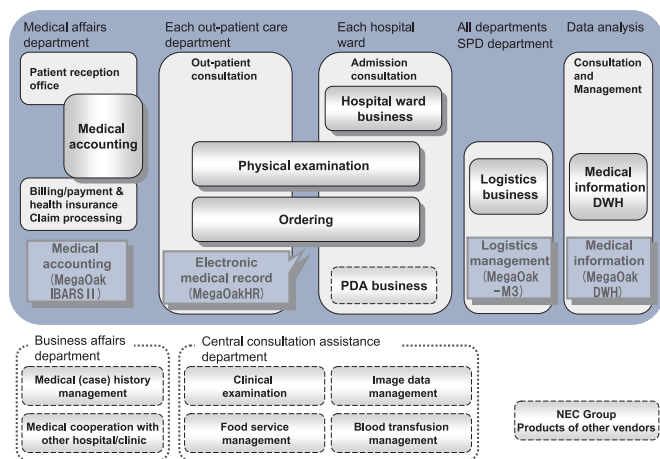 Medical affairs
department
Each out-patient care
department
Each hospital
ward
All departments
SPD department
Data analysis
Patient reception
office
Medical
accounting
Billing/payment &
health insurance
Claim processing
Medical
accounting
(MegaOak
IBARSⅡ)
Out-patient
consultation
Admission
consultation
Hospital ward
business
Physical examination
Ordering
Electronic
medical record
(MegaOakHR)
PDA business
Logistics
business
Logistics
management
(MegaOak
-M3)
Consultation
and
Management
Medical
information
DWH
Medical
information
(MegaOak
DWH)
Business affairs
department
Medical (case) history
management
Medical cooperation with
other hospital/clinic
Central consultation assistance
department
Clinical
examination
Image data
management
Food service
management
Blood transfusion
management
NEC Group
Products of other vendors